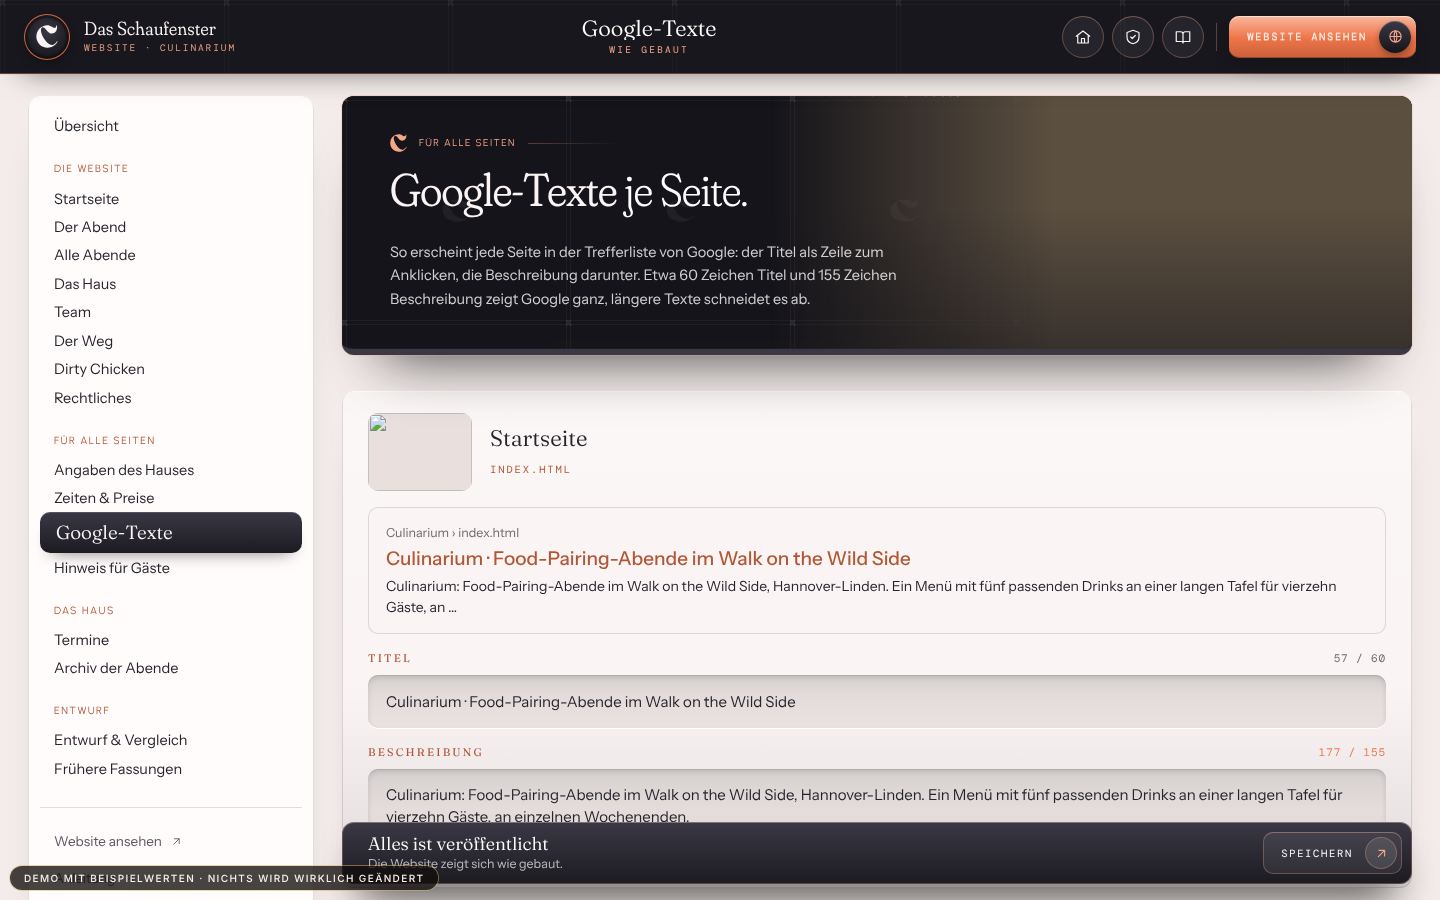 Das Schaufenster
WEBSITE · CULINARIUM
Google-Texte
WIE GEBAUT
WEBSITE ANSEHEN
Übersicht
DIE WEBSITE
Startseite
Der Abend
Alle Abende
Das Haus
Team
Der Weg
Dirty Chicken
Rechtliches
FÜR ALLE SEITEN
Angaben des Hauses
Zeiten & Preise
Google-Texte
Hinweis für Gäste
DAS HAUS
Termine
Archiv der Abende
ENTWURF
Entwurf & Vergleich
Frühere Fassungen
Website ansehen
FÜR ALLE SEITEN
Google-Texte je Seite.
So erscheint jede Seite in der Trefferliste von Google: der Titel als Zeile zum
Anklicken, die Beschreibung darunter. Etwa 60 Zeichen Titel und 155 Zeichen
Beschreibung zeigt Google ganz, längere Texte schneidet es ab.
Startseite
INDEX.HTML
Culinarium › index.html
Culinarium · Food-Pairing-Abende im Walk on the Wild Side
Culinarium: Food-Pairing-Abende im Walk on the Wild Side, Hannover-Linden. Ein Menü mit fünf passenden Drinks an einer langen Tafel für vierzehn
Gäste, an ...
TITEL
57 / 60
Culinarium · Food-Pairing-Abende im Walk on the Wild Side
BESCHREIBUNG
177 / 155
Culinarium: Food-Pairing-Abende im Walk on the Wild Side, Hannover-Linden. Ein Menü mit fünf passenden Drinks an einer langen Tafel für
vierzehn Gäste, an einzelnen Wochenenden.
Alles ist veröffentlicht
Die Website zeigt sich wie gebaut.
SPEICHERN
DEMO MIT BEISPIELWERTEN · NICHTS WIRD WIRKLICH GEÄNDERT